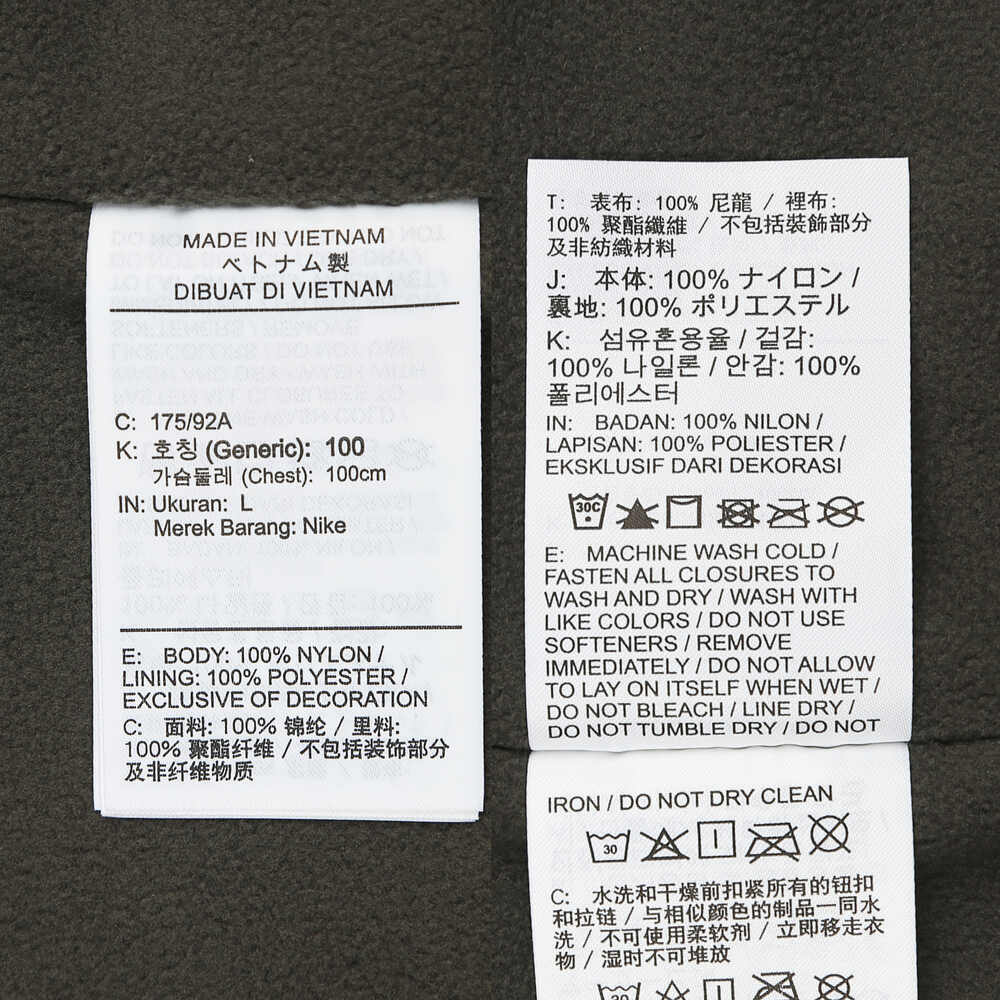 MADE IN VIETNAM
ベトナム製
DIBUAT DI VIETNAM
C: 175/92A
K: 호칭 (Generic): 100
가슴둘레 (Chest): 100cm
IN: Ukuran: L
Merek Barang: Nike
E: BODY: 100% NYLON /
LINING: 100% POLYESTER /
EXCLUSIVE OF DECORATION
C: 面料: 100% 锦纶 / 里料:
100% 聚酯纤维 / 不包括装饰部分
及非纤维物质
T: 表布: 100% 尼龍 / 裡布:
100% 聚酯纖維 / 不包括裝飾部分
及非紡織材料
J: 本体: 100% ナイロン /
裏地: 100% ポリエステル
K: 섬유혼용율 / 겉감:
100% 나일론 / 안감: 100%
폴리에스터
IN: BADAN: 100% NILON /
LAPISAN: 100% POLIESTER /
EKSKLUSIF DARI DEKORASI
30C
E: MACHINE WASH COLD /
FASTEN ALL CLOSURES TO
WASH AND DRY / WASH WITH
LIKE COLORS / DO NOT USE
SOFTENERS / REMOVE
IMMEDIATELY / DO NOT ALLOW
TO LAY ON ITSELF WHEN WET /
DO NOT BLEACH / LINE DRY /
DO NOT TUMBLE DRY / DO NOT
IRON / DO NOT DRY CLEAN
30
C: 水洗和干燥前扣紧所有的钮扣
和拉链 / 与相似颜色的制品一同水
洗 / 不可使用柔软剂 / 立即移走衣
物 / 湿时不可堆放
30